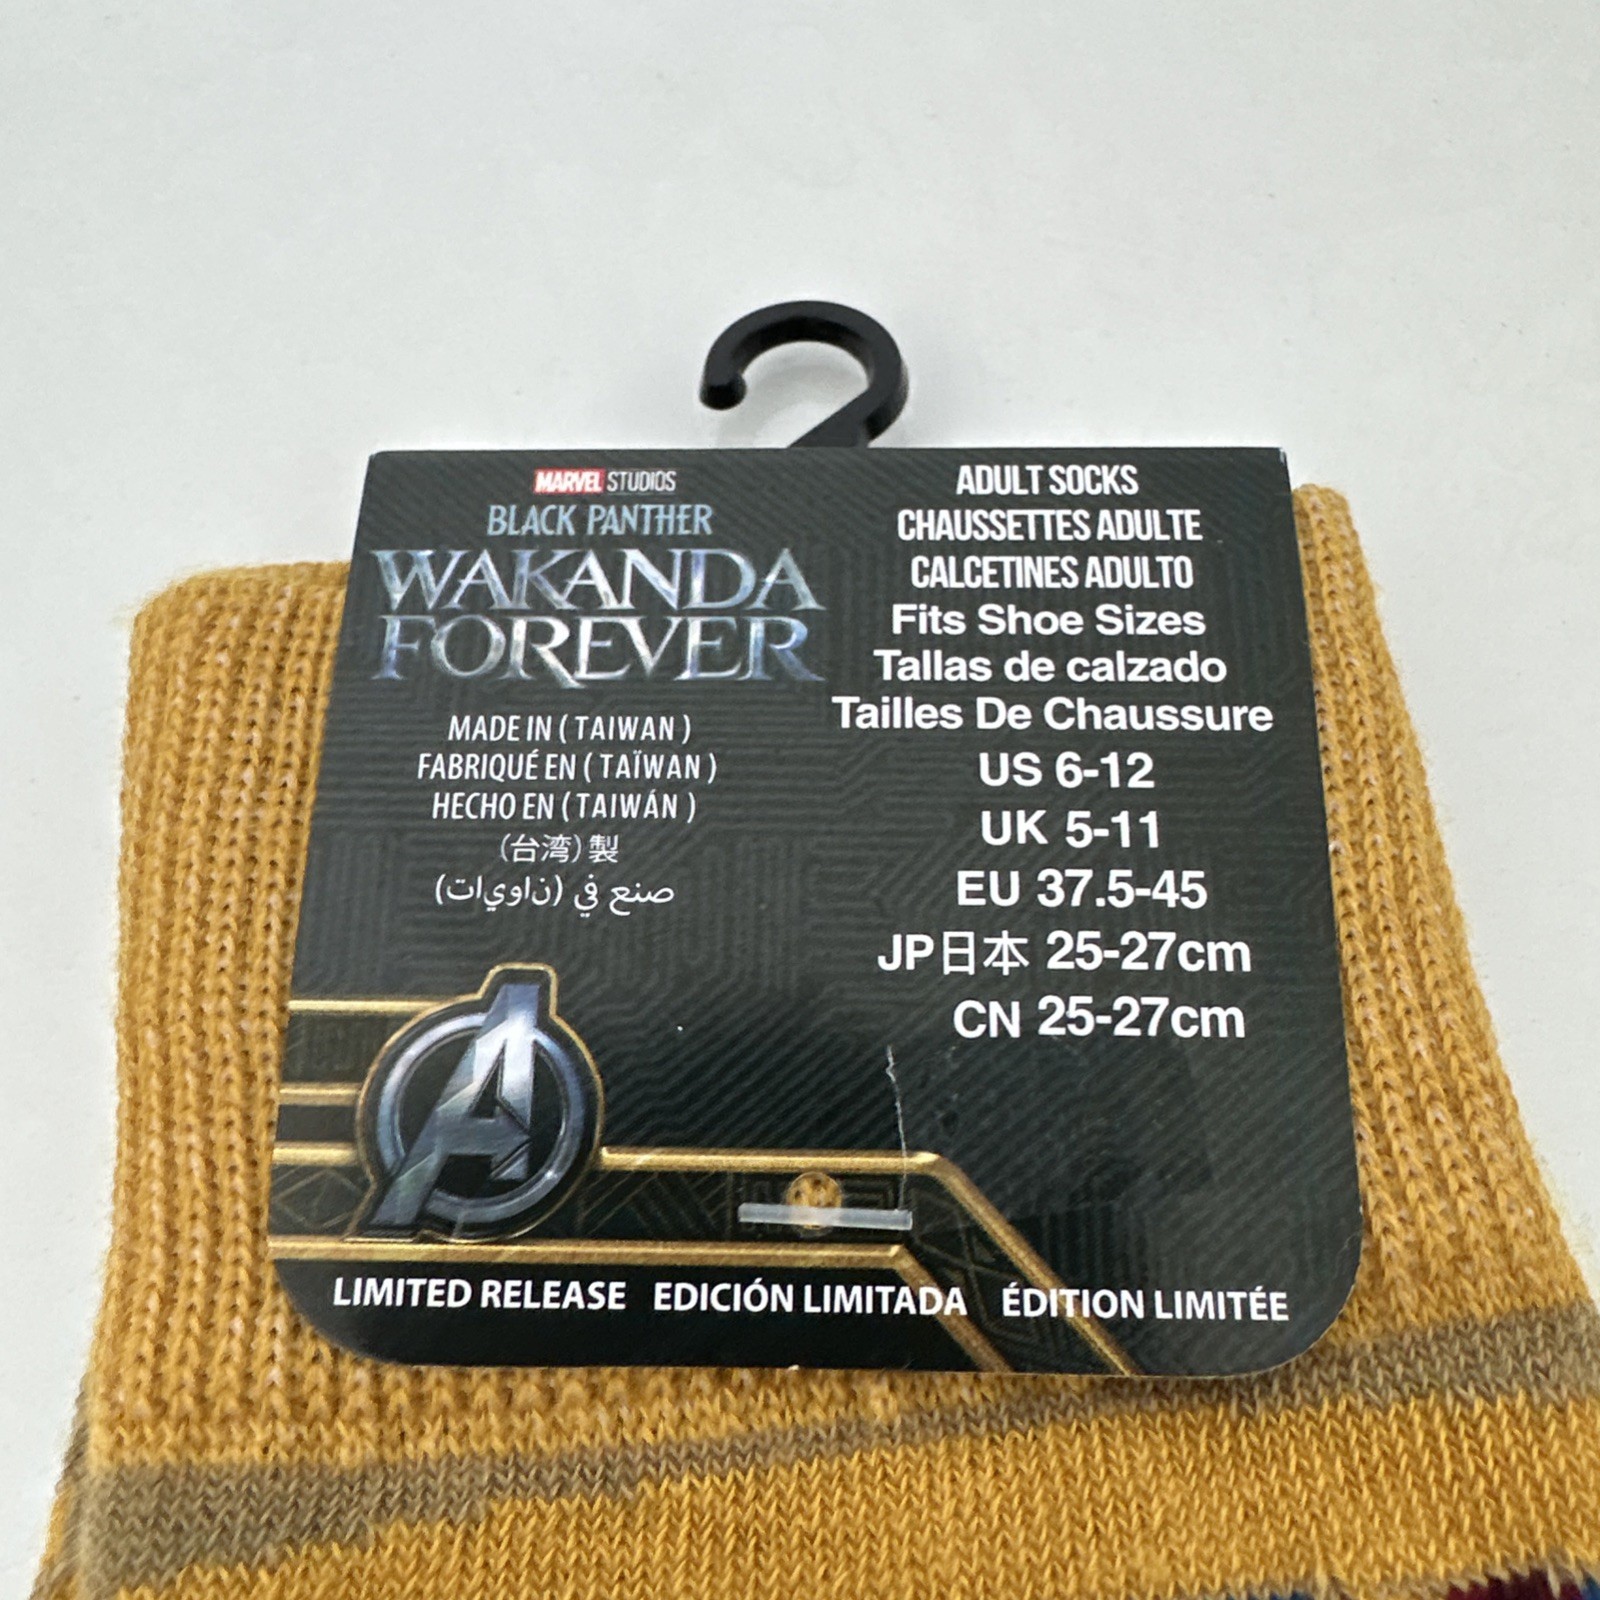 MARVEL STUDIOS
BLACK PANTHER
WAKANDA
FOREVER
MADE IN ( TAIWAN )
FABRIQUÉ EN ( TAÏWAN )
HECHO EN ( TAIWÁN )
(台湾) 製
صنع في (ن‌ا‌و‌ي‌ا‌ت)
ADULT SOCKS
CHAUSSETTES ADULTE
CALCETINES ADULTO
Fits Shoe Sizes
Tallas de calzado
Tailles De Chaussure
US 6-12
UK 5-11
EU 37.5-45
JP日本 25-27cm
CN 25-27cm
LIMITED RELEASE EDICIÓN LIMITADA ÉDITION LIMITÉE